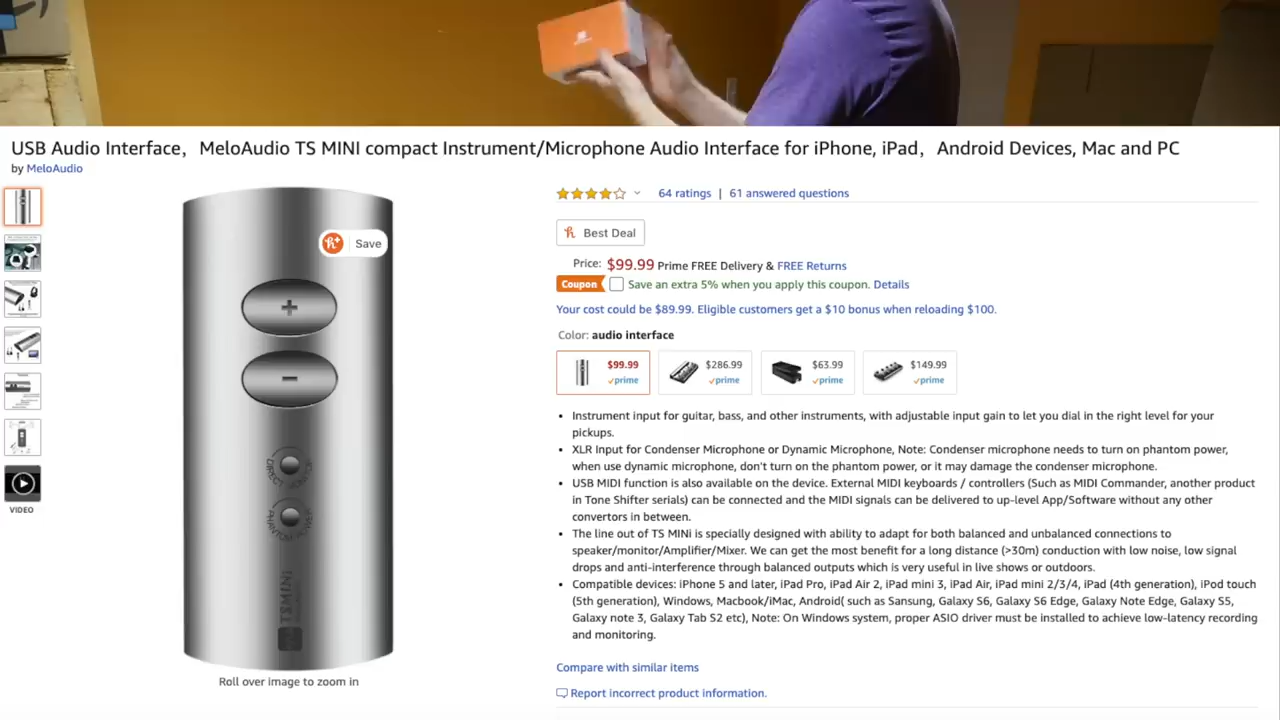 USB Audio Interface，MeloAudio TS MINI compact Instrument/Microphone Audio Interface for iPhone, iPad，Android Devices, Mac and PC
by MeloAudio
64 ratings | 61 answered questions
Save
Best Deal
Price: $99.99 Prime FREE Delivery & FREE Returns
Coupon Save an extra 5% when you apply this coupon. Details
Your cost could be $89.99. Eligible customers get a $10 bonus when reloading $100.
Color: audio interface
$99.99 $286.99 $63.99 $149.99
prime prime prime prime
Instrument input for guitar, bass, and other instruments, with adjustable input gain to let you dial in the right level for your
pickups.
XLR Input for Condenser Microphone or Dynamic Microphone, Note: Condenser microphone needs to turn on phantom power,
when use dynamic microphone, don't turn on the phantom power, or it may damage the condenser microphone.
USB MIDI function is also available on the device. External MIDI keyboards / controllers (Such as MIDI Commander, another product
in Tone Shifter serials) can be connected and the MIDI signals can be delivered to up-level App/Software without any other
convertors in between.
The line out of TS MINi is specially designed with ability to adapt for both balanced and unbalanced connections to
speaker/monitor/Amplifier/Mixer. We can get the most benefit for a long distance (>30m) conduction with low noise, low signal
drops and anti-interference through balanced outputs which is very useful in live shows or outdoors.
Compatible devices: iPhone 5 and later, iPad Pro, iPad Air 2, iPad mini 3, iPad Air, iPad mini 2/3/4, iPad (4th generation), iPod touch
(5th generation), Windows, Macbook/iMac, Android( such as Sansung, Galaxy S6, Galaxy S6 Edge, Galaxy Note Edge, Galaxy S5,
Galaxy note 3, Galaxy Tab S2 etc), Note: On Windows system, proper ASIO driver must be installed to achieve low-latency recording
and monitoring.
Compare with similar items
Report incorrect product information.
VIDEO
+
−
DIRECT MONITOR
PHANTOM POWER
TSMINI
Roll over image to zoom in